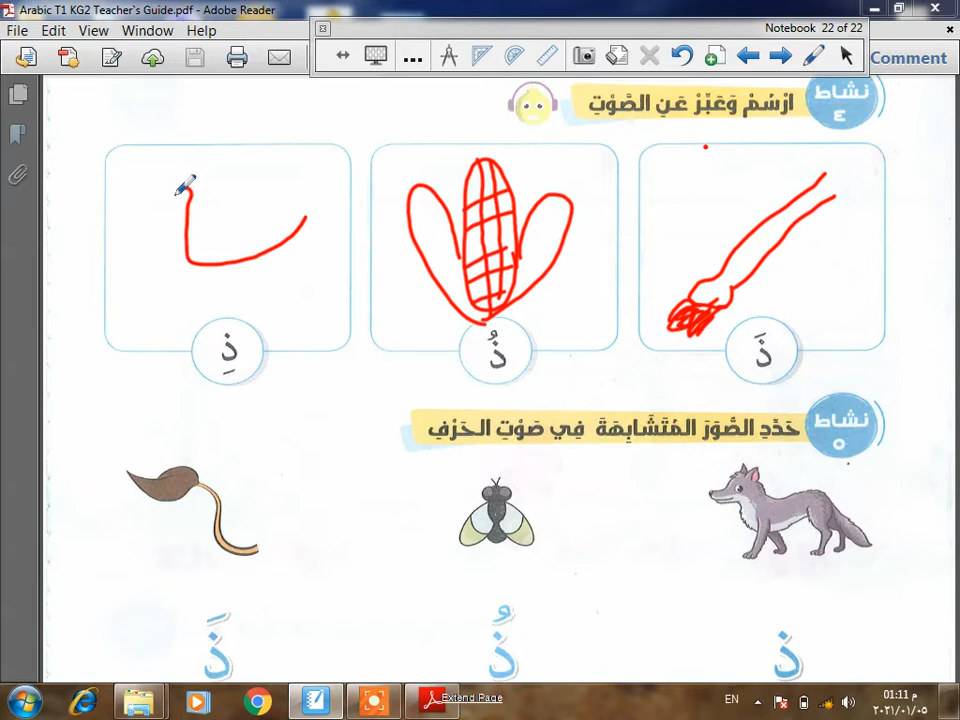 Arabic T1 KG2 Teacher`s Guide.pdf - Adobe Reader
Notebook 22 of 22
File Edit View Window Help
Comment
نشاط ٤
ارْسُمْ وَعَبِّرْ عَنِ الصَّوْتِ
ذَ ذُ ذِ
نشاط ٥
حَدِّدِ الصُّوَرَ المُتَشَابِهَةَ فِي صَوْتِ الحَرْفِ
ذِ ذُ ذَ
Extend Page
EN
01:11 م
٢٠٢١/٠١/٠٥